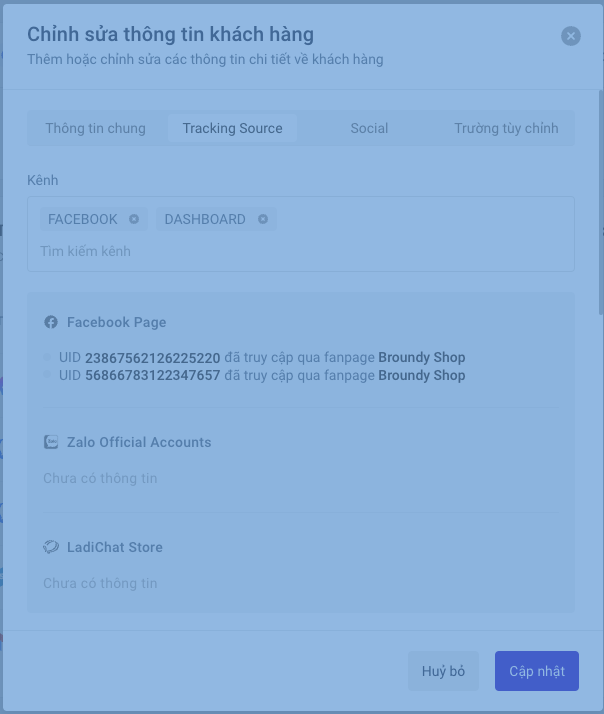 Chỉnh sửa thông tin khách hàng
Thêm hoặc chỉnh sửa các thông tin chi tiết về khách hàng
Thông tin chung Tracking Source Social Trường tùy chỉnh
Kênh
FACEBOOK DASHBOARD
Tìm kiếm kênh
Facebook Page
UID 23867562126225220 đã truy cập qua fanpage Broundy Shop
UID 56866783122347657 đã truy cập qua fanpage Broundy Shop
Zalo Official Accounts
Chưa có thông tin
LadiChat Store
Chưa có thông tin
Huỷ bỏ Cập nhật